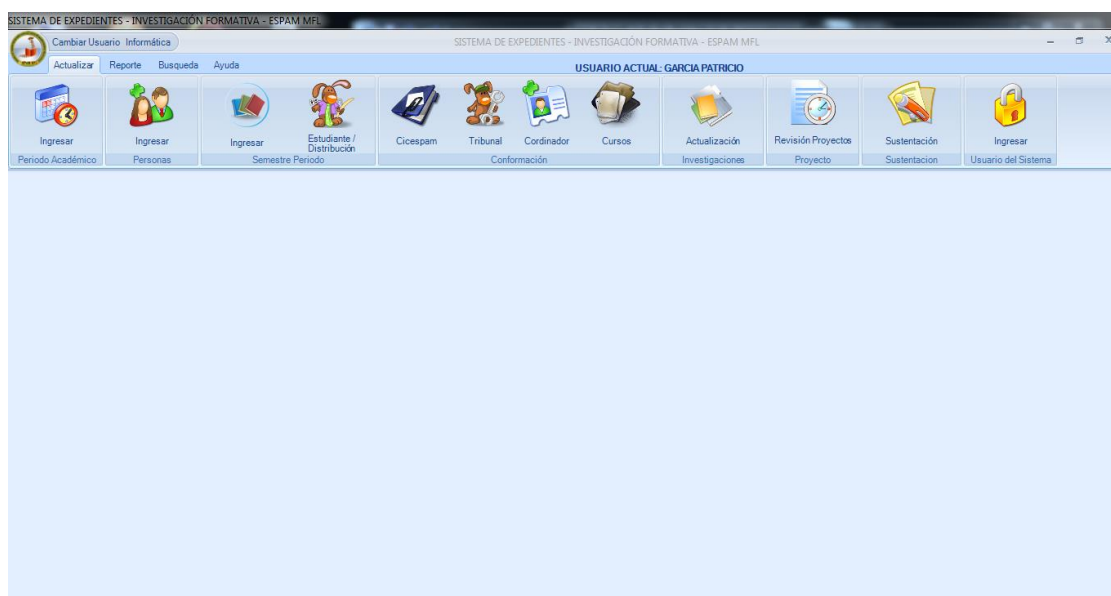 SISTEMA DE EXPEDIENTES - INVESTIGACIÓN FORMATIVA - ESPAM MFL
Cambiar Usuario Informática
SISTEMA DE EXPEDIENTES - INVESTIGACIÓN FORMATIVA - ESPAM MFL
Actualizar Reporte Busqueda Ayuda
USUARIO ACTUAL: GARCIA PATRICIO
Ingresar Ingresar Ingresar Estudiante / Distribución Cicespam Tribunal Cordinador Cursos Actualización Revisión Proyectos Sustentación Ingresar
Periodo Académico Personas Semestre Periodo Conformación Investigaciones Proyecto Sustentacion Usuario del Sistema